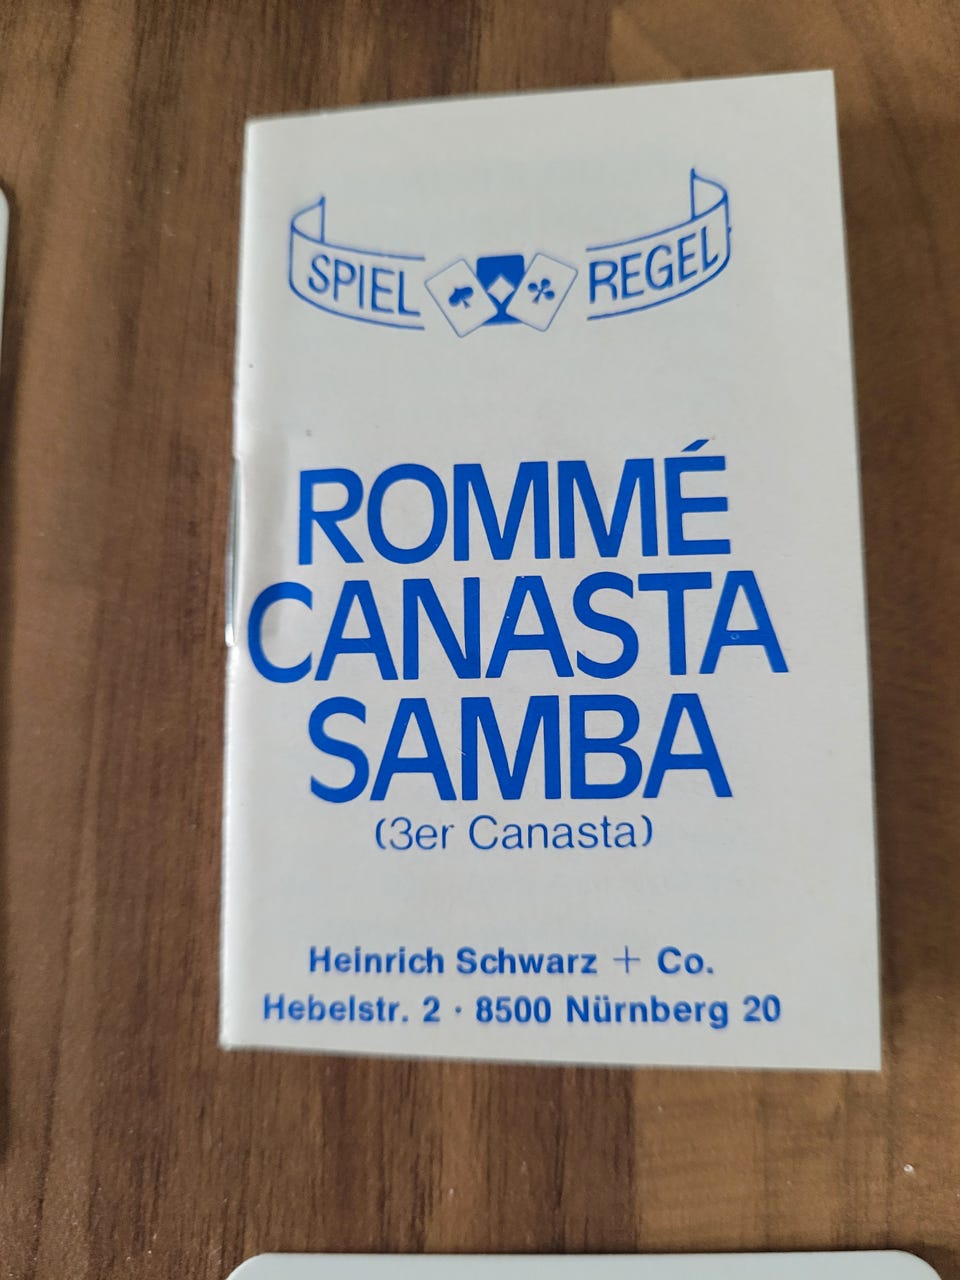 SPIEL REGEL
ROMMÉ
CANASTA
SAMBA
(3er Canasta)
Heinrich Schwarz + Co.
Hebelstr. 2 · 8500 Nürnberg 20